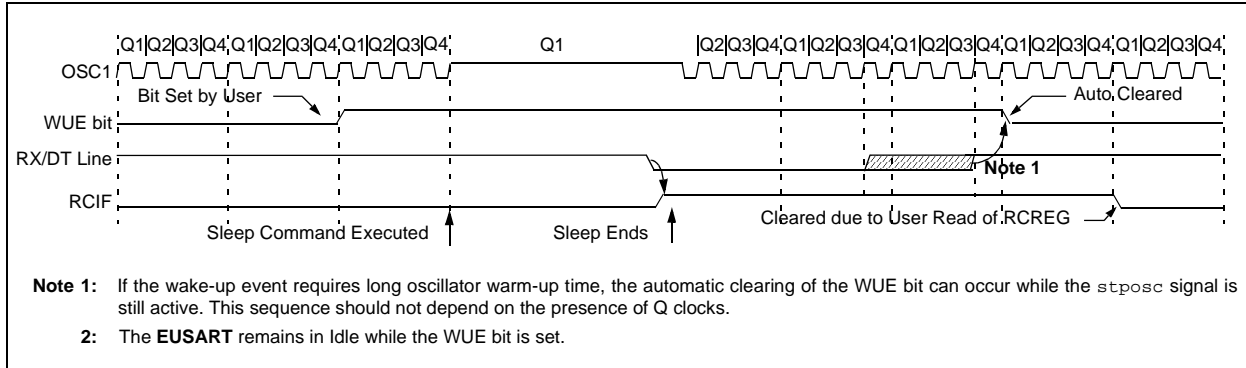 Q1|Q2|Q3|Q4|Q1|Q2|Q3|Q4|Q1|Q2|Q3|Q4 Q1 |Q2|Q3|Q4|Q1|Q2|Q3|Q4|Q1|Q2|Q3|Q4|Q1|Q2|Q3|Q4|Q1|Q2|Q3|Q4
OSC1
Bit Set by User
Auto Cleared
WUE bit
RX/DT Line
Note 1
RCIF
Cleared due to User Read of RCREG
Sleep Command Executed
Sleep Ends
Note 1: If the wake-up event requires long oscillator warm-up time, the automatic clearing of the WUE bit can occur while the stposc signal is
still active. This sequence should not depend on the presence of Q clocks.
2: The EUSART remains in Idle while the WUE bit is set.